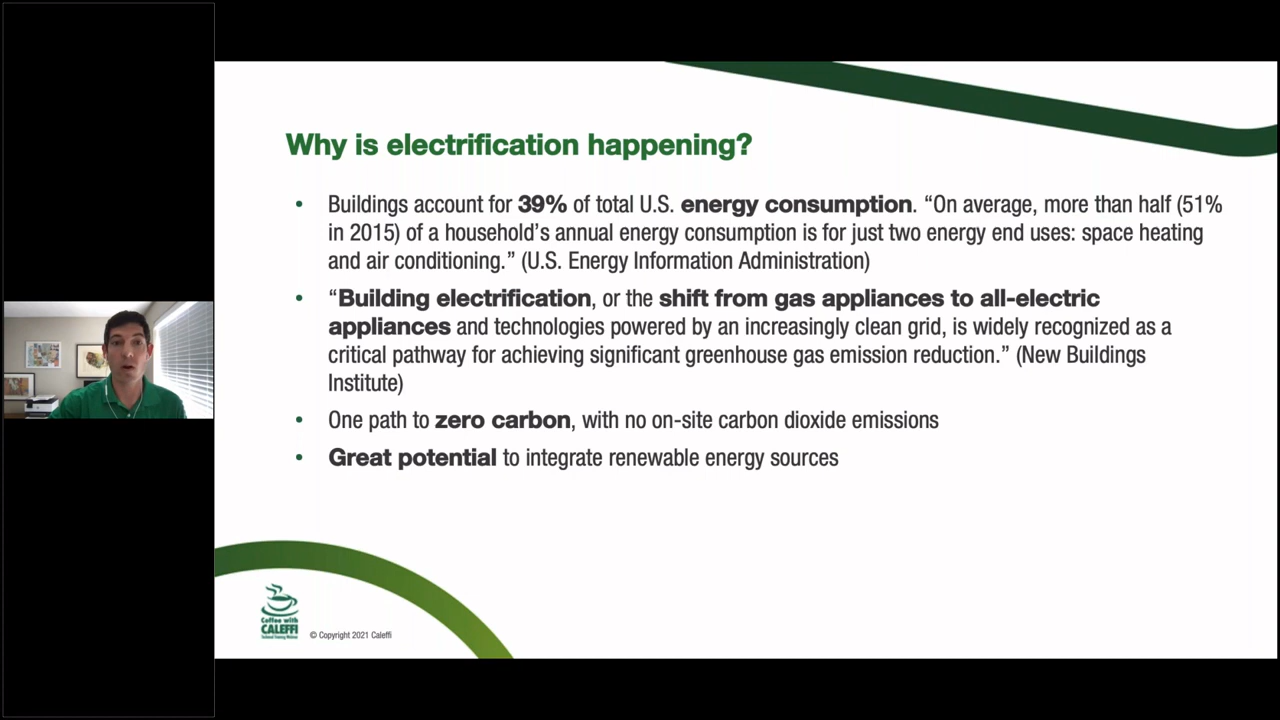 Why is electrification happening?
• Buildings account for 39% of total U.S. energy consumption. “On average, more than half (51%
in 2015) of a household’s annual energy consumption is for just two energy end uses: space heating
and air conditioning.” (U.S. Energy Information Administration)
• “Building electrification, or the shift from gas appliances to all-electric
appliances and technologies powered by an increasingly clean grid, is widely recognized as a
critical pathway for achieving significant greenhouse gas emission reduction.” (New Buildings
Institute)
• One path to zero carbon, with no on-site carbon dioxide emissions
• Great potential to integrate renewable energy sources
Coffee with
CALEFFI
Technical Training Webinars
© Copyright 2021 Caleffi